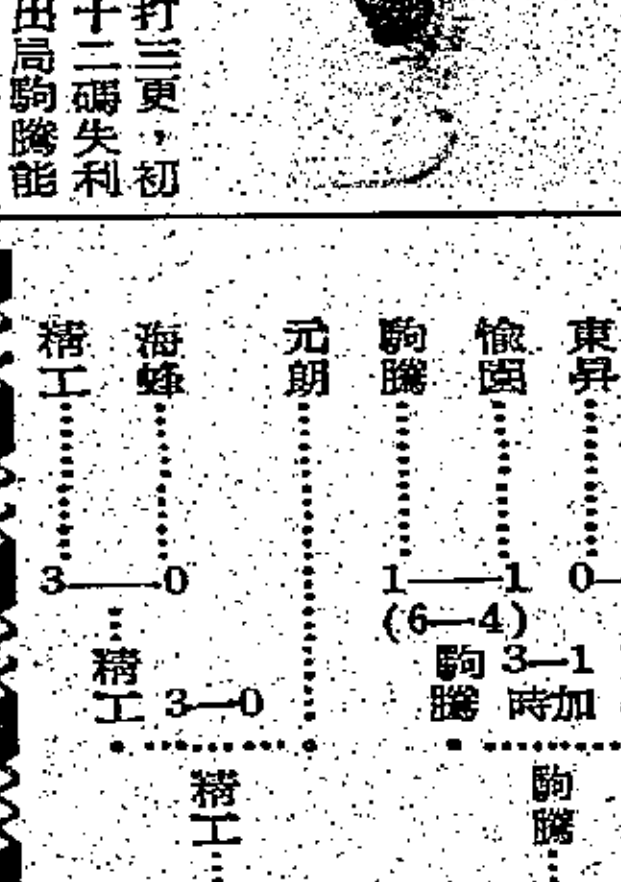 打三更，初
十二碼失利
出局駒騰能
精工 海蜂 元朗 駒騰 愉園 東昇
3—0 1—1 0—
(6—4)
精工 3—0 駒騰 3—1
時加
精工 駒騰